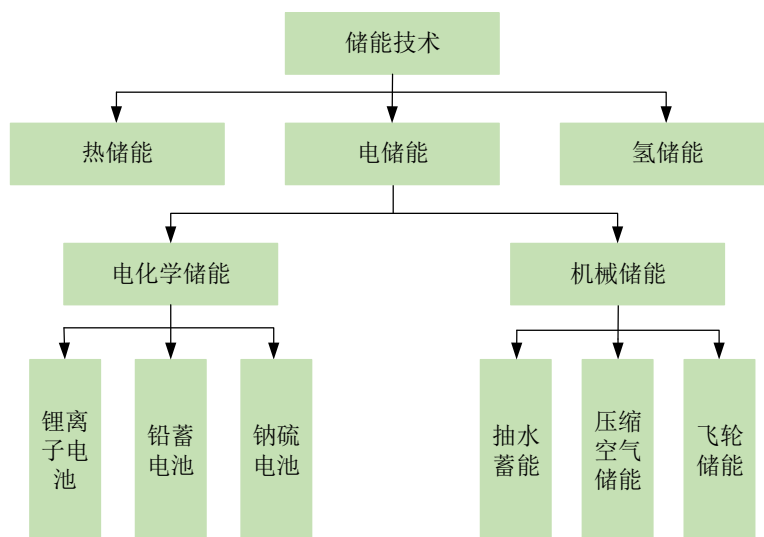 储能技术
热储能
电储能
氢储能
电化学储能
机械储能
锂离
子电
池
铅蓄
电池
钠硫
电池
抽水
蓄能
压缩
空气
储能
飞轮
储能